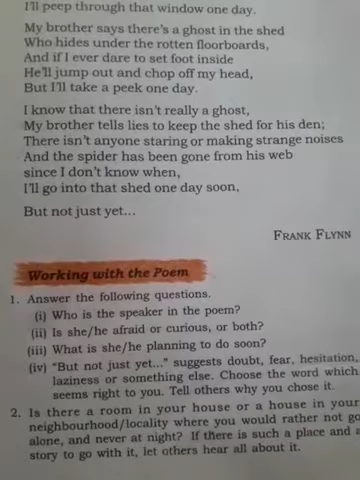 I'll peep through that window one day.
My brother says there's a ghost in the shed
Who hides under the rotten floorboards,
And if I ever dare to set foot inside
He'll jump out and chop off my head,
But I'll take a peek one day.
I know that there isn't really a ghost,
My brother tells lies to keep the shed for his den;
There isn't anyone staring or making strange noises
And the spider has been gone from his web
since I don't know when,
I'll go into that shed one day soon,
But not just yet...
FRANK FLYNN
Working with the Poem
1. Answer the following questions.
(i) Who is the speaker in the poem?
(ii) Is she/he afraid or curious, or both?
(iii) What is she/he planning to do soon?
(iv) "But not just yet..." suggests doubt, fear, hesitation,
laziness or something else. Choose the word which
seems right to you. Tell others why you chose it.
2. Is there a room in your house or a house in your
neighbourhood/locality where you would rather not go
alone, and never at night? If there is such a place and a
story to go with it, let others hear all about it.